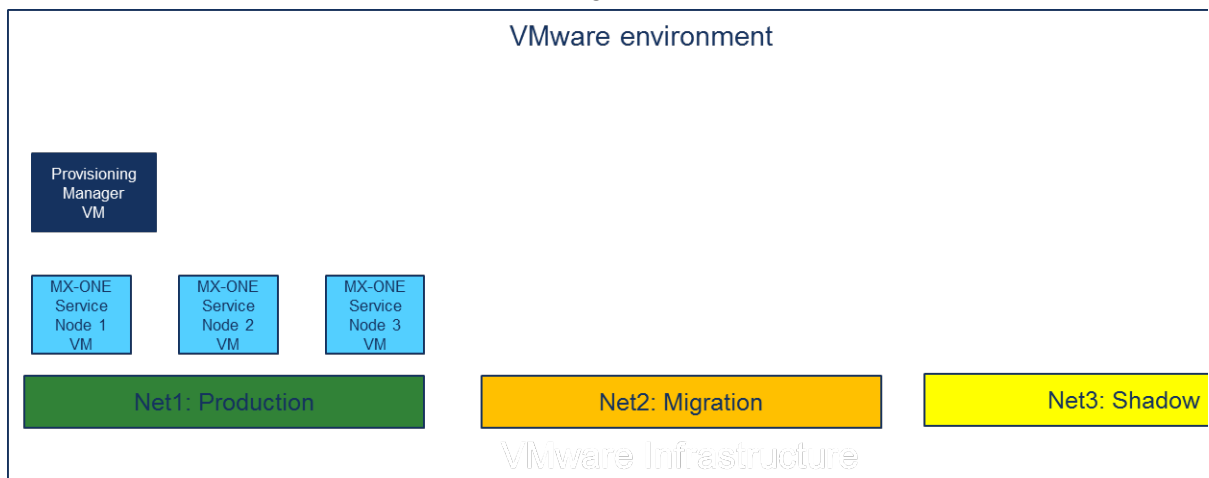 VMware environment
Provisioning
Manager
VM
MX-ONE
Service
Node 1
VM
MX-ONE
Service
Node 2
VM
MX-ONE
Service
Node 3
VM
Net1: Production
Net2: Migration
Net3: Shadow
VMware Infrastructure